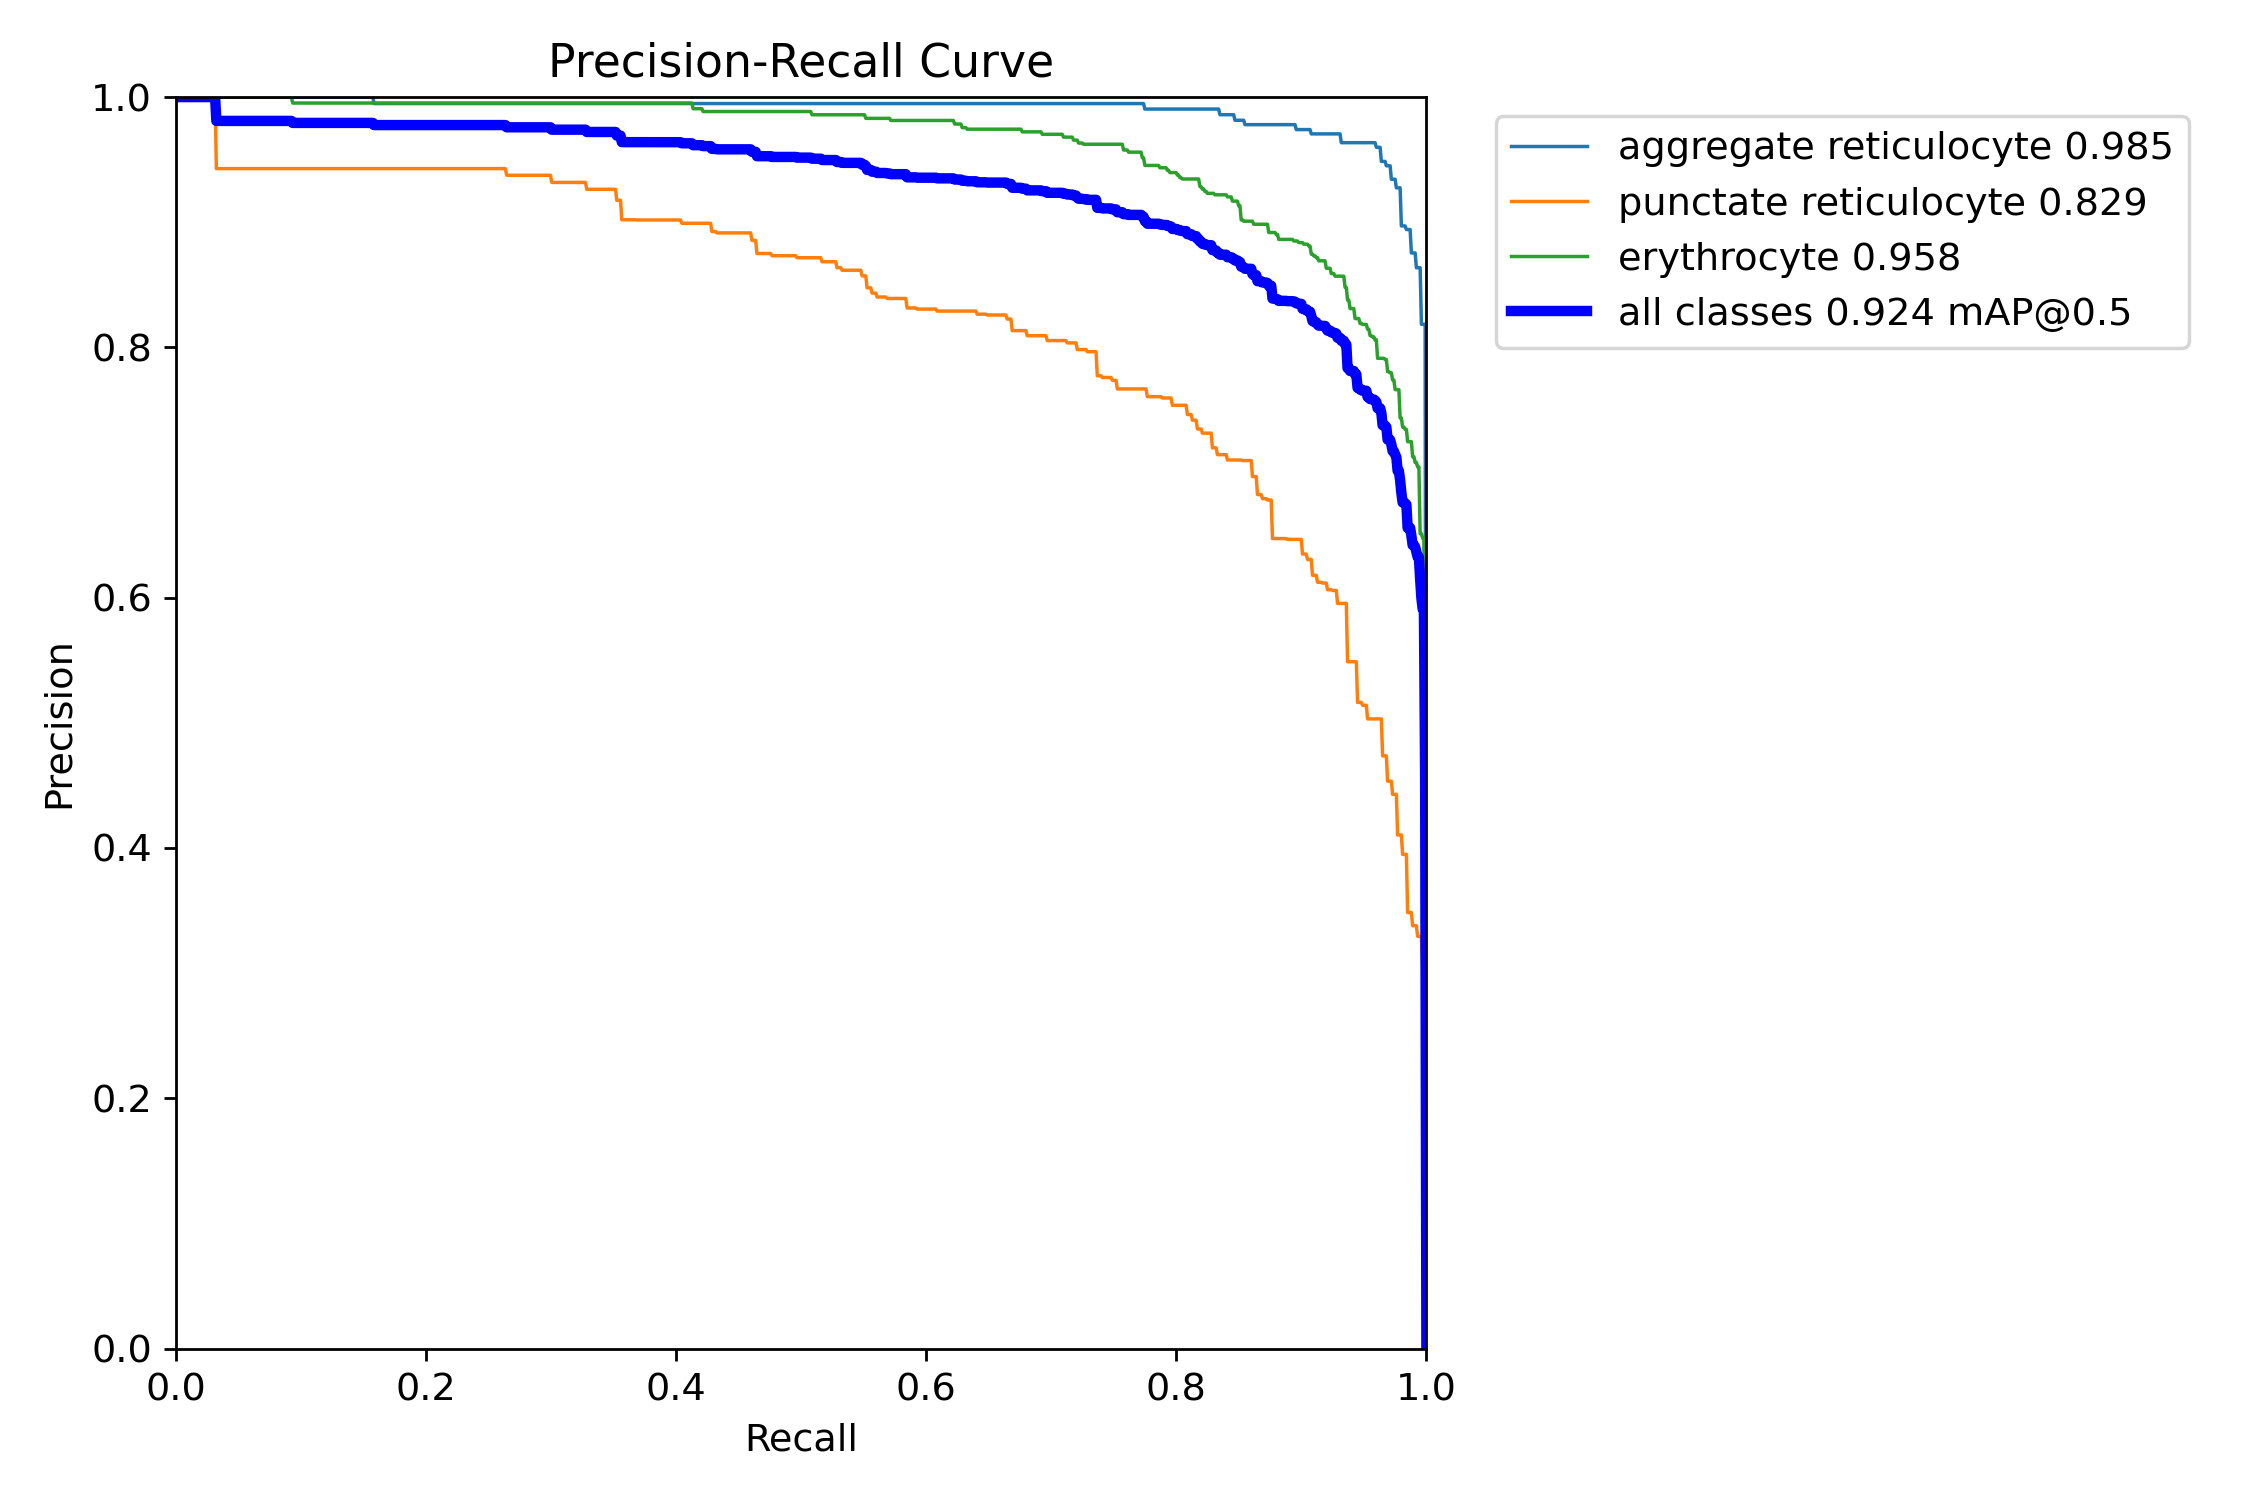 Precision-Recall Curve
1.0
0.8
0.6
0.4
0.2
0.0
Precision
0.0 0.2 0.4 0.6 0.8 1.0
Recall
aggregate reticulocyte 0.985
punctate reticulocyte 0.829
erythrocyte 0.958
all classes 0.924 mAP@0.5